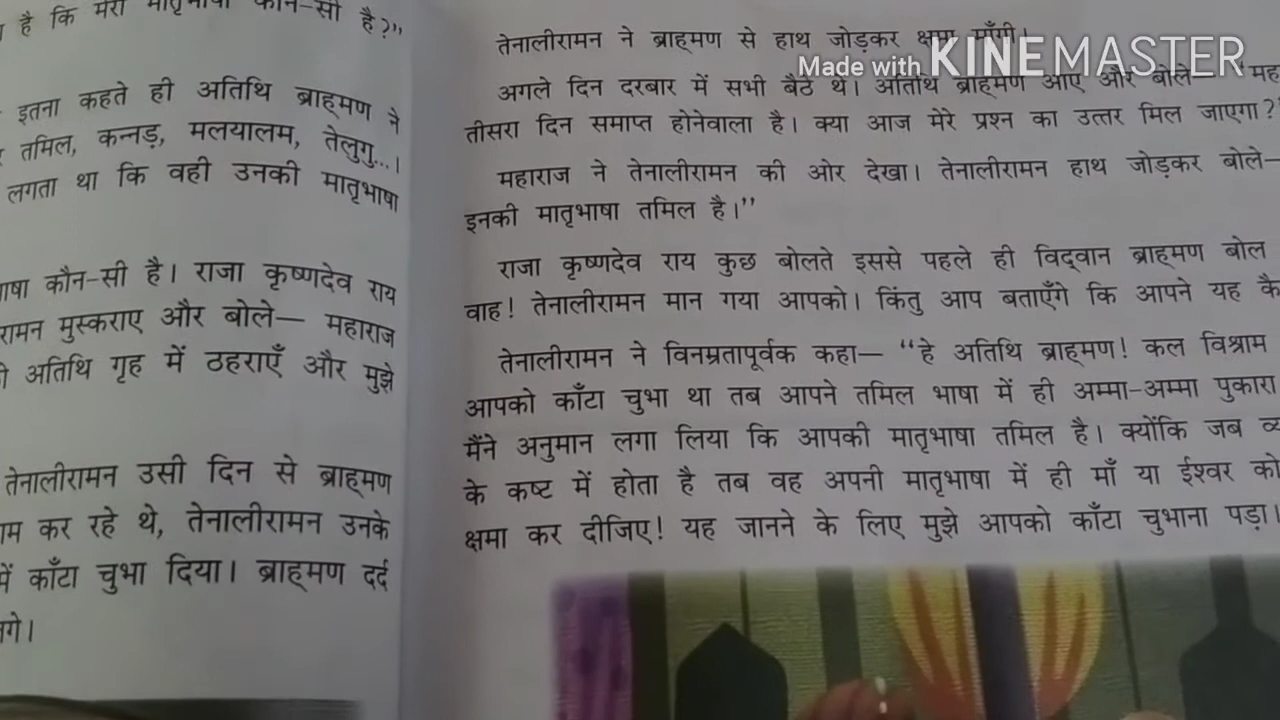 है कि मेरी मातृभाषा कौन-सी है?"
इतना कहते ही अतिथि ब्राह्मण ने
तमिल, कन्नड़, मलयालम, तेलुगु...।
लगता था कि वही उनकी मातृभाषा
कौन-सी है। राजा कृष्णदेव राय
मुस्कराए और बोले— महाराज
अतिथि गृह में ठहराएँ और मुझे
तेनालीरामन उसी दिन से ब्राह्मण
कर रहे थे, तेनालीरामन उनके
में काँटा चुभा दिया। ब्राह्मण दर्द
तेनालीरामन ने ब्राह्मण से हाथ जोड़कर क्षमा माँगी।
Made with KINEMASTER
अगले दिन दरबार में सभी बैठे थे। अतिथि ब्राह्मण आए और बोले—
तीसरा दिन समाप्त होनेवाला है। क्या आज मेरे प्रश्न का उत्तर मिल जाएगा?"
महाराज ने तेनालीरामन की ओर देखा। तेनालीरामन हाथ जोड़कर बोले—
इनकी मातृभाषा तमिल है।"
राजा कृष्णदेव राय कुछ बोलते इससे पहले ही विद्वान ब्राह्मण बोल
वाह! तेनालीरामन मान गया आपको। किंतु आप बताएँगे कि आपने यह
तेनालीरामन ने विनम्रतापूर्वक कहा— "हे अतिथि ब्राह्मण! कल विश्राम
आपको काँटा चुभा था तब आपने तमिल भाषा में ही अम्मा-अम्मा पुकारा
मैंने अनुमान लगा लिया कि आपकी मातृभाषा तमिल है। क्योंकि जब
के कष्ट में होता है तब वह अपनी मातृभाषा में ही माँ या ईश्वर को
क्षमा कर दीजिए! यह जानने के लिए मुझे आपको काँटा चुभाना पड़ा।